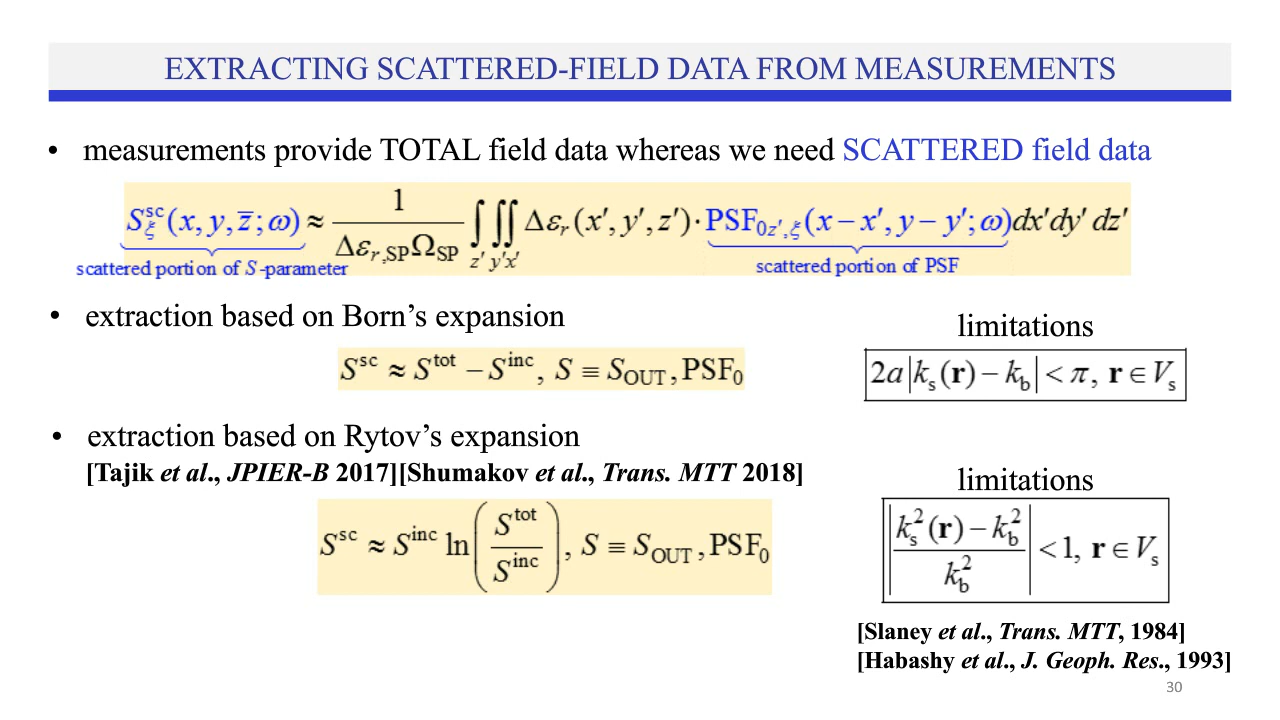 EXTRACTING SCATTERED-FIELD DATA FROM MEASUREMENTS
• measurements provide TOTAL field data whereas we need SCATTERED field data
S_ξ^sc(x, y, z̅; ω) ≈ 1/(Δε_{r,SP}Ω_SP) ∫_{z′} ∬_{y′x′} Δε_r(x′, y′, z′)·PSF_{0z′,ξ}(x − x′, y − y′; ω)dx′dy′ dz′
scattered portion of S-parameter
scattered portion of PSF
• extraction based on Born’s expansion
S^sc ≈ S^tot − S^inc, S ≡ S_OUT, PSF_0
limitations
2a|k_s(r) − k_b| < π, r ∈ V_s
• extraction based on Rytov’s expansion
[Tajik et al., JPIER-B 2017][Shumakov et al., Trans. MTT 2018]
S^sc ≈ S^inc ln(S^tot/S^inc), S ≡ S_OUT, PSF_0
limitations
|(k_s^2(r) − k_b^2)/k_b^2| < 1, r ∈ V_s
[Slaney et al., Trans. MTT, 1984]
[Habashy et al., J. Geoph. Res., 1993]
30